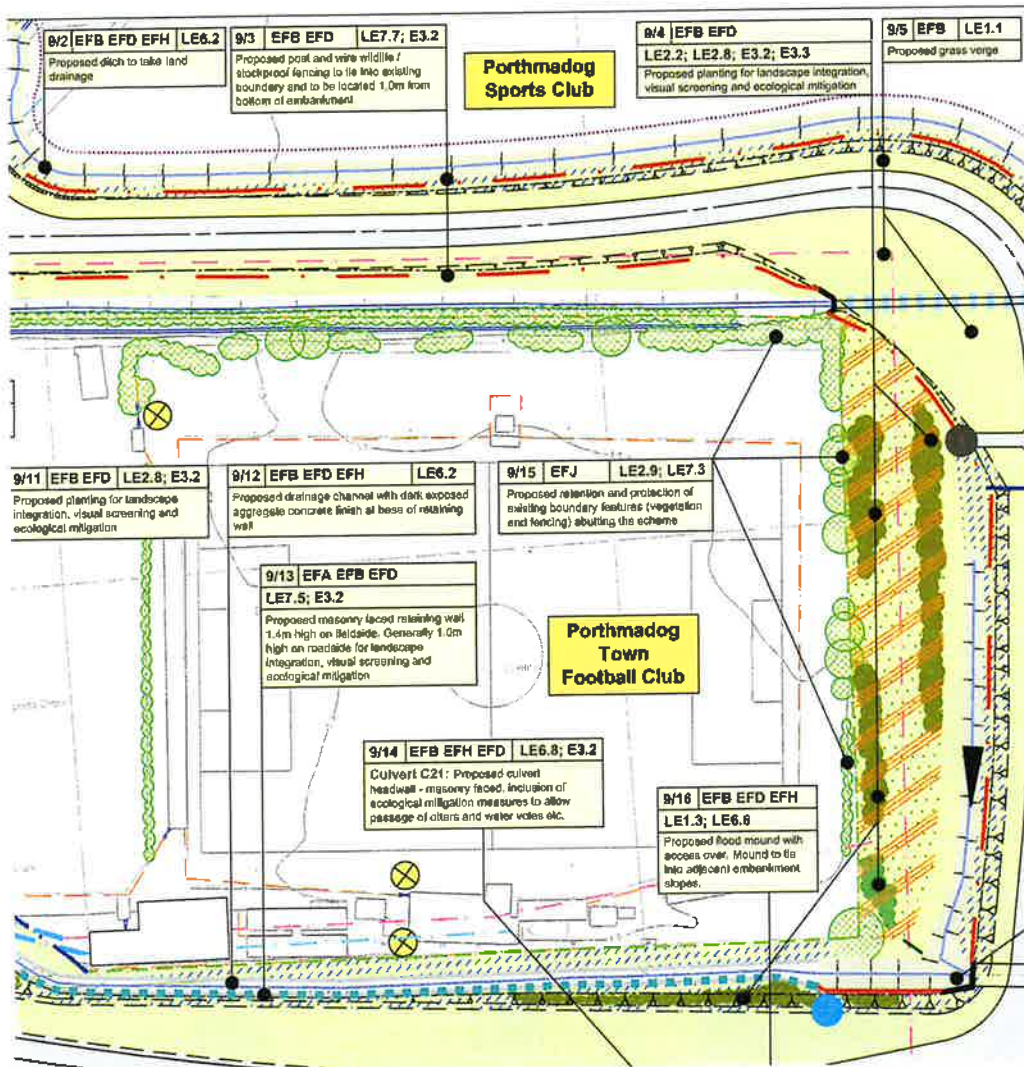 9/2 EFB EFD EFH LE6.2
Proposed ditch to take land
drainage
9/3 EFB EFD LE7.7; E3.2
Proposed post and wire wildlife /
stockproof fencing to tie into existing
boundary and to be located 1.0m from
bottom of embankment
Porthmadog
Sports Club
9/4 EFB EFD
LE2.2; LE2.8; E3.2; E3.3
Proposed planting for landscape integration,
visual screening and ecological mitigation
9/5 EFB LE1.1
Proposed grass verge
9/11 EFB EFD LE2.8; E3.2
Proposed planting for landscape
integration, visual screening and
ecological mitigation
9/12 EFB EFD EFH LE6.2
Proposed drainage channel with dark exposed
aggregate concrete finish at base of retaining
wall
9/15 EFJ LE2.9; LE7.3
Proposed retention and protection of
existing boundary features (vegetation
and fencing) abutting the scheme
9/13 EFA EFB EFD
LE7.5; E3.2
Proposed masonry faced retaining wall
1.4m high on fieldside. Generally 1.0m
high on roadside for landscape
integration, visual screening and
ecological mitigation
Porthmadog
Town
Football Club
9/14 EFB EFH EFD LE6.8; E3.2
Culvert C21: Proposed culvert
headwall - masonry faced, inclusion of
ecological mitigation measures to allow
passage of otters and water voles etc.
9/16 EFB EFD EFH
LE1.3; LE6.6
Proposed flood mound with
access over. Mound to tie
into adjacent embankment
slopes.